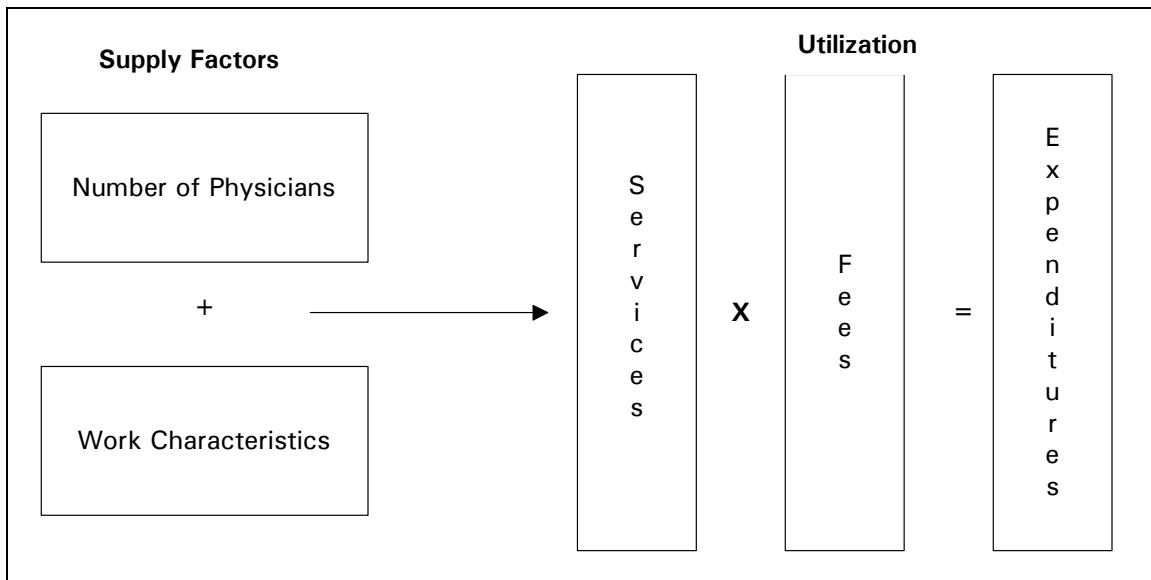 Supply Factors
Number of Physicians
+
Work Characteristics
Utilization
Services
X
Fees
=
Expenditures